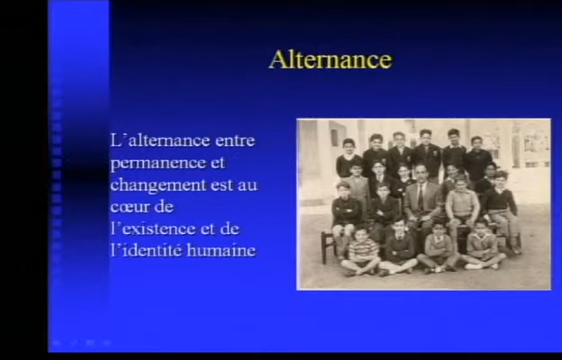 Alternance
L'alternance entre
permanence et
changement est au
cœur de
l'existence et de
l'identité humaine